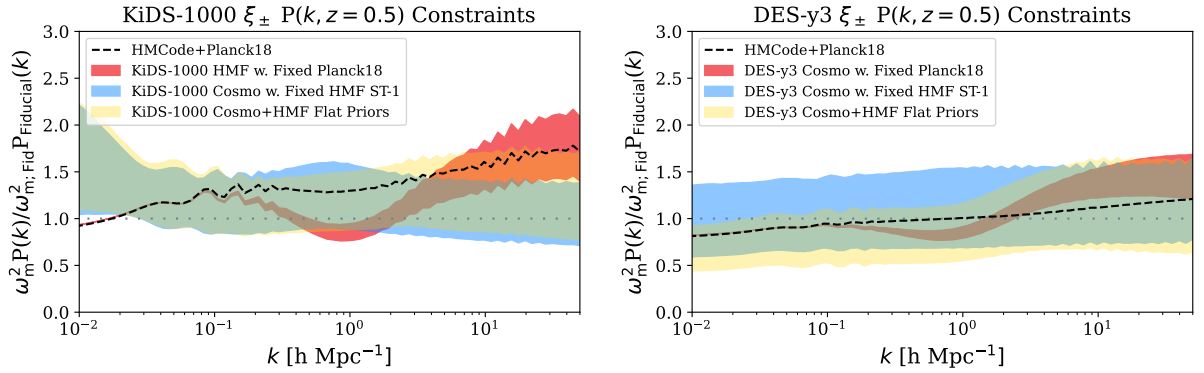 KiDS-1000 ξ± P(k, z = 0.5) Constraints
HMCode+Planck18
KiDS-1000 HMF w. Fixed Planck18
KiDS-1000 Cosmo w. Fixed HMF ST-1
KiDS-1000 Cosmo+HMF Flat Priors
ω²ₘP(k)/ω²ₘ; Fid P Fiducial(k)
3.0
2.5
2.0
1.5
1.0
0.5
0.0
10⁻² 10⁻¹ 10⁰ 10¹
k [h Mpc⁻¹]
DES-y3 ξ± P(k, z = 0.5) Constraints
HMCode+Planck18
DES-y3 Cosmo w. Fixed Planck18
DES-y3 Cosmo w. Fixed HMF ST-1
DES-y3 Cosmo+HMF Flat Priors
ω²ₘP(k)/ω²ₘ; Fid P Fiducial(k)
3.0
2.5
2.0
1.5
1.0
0.5
0.0
10⁻² 10⁻¹ 10⁰ 10¹
k [h Mpc⁻¹]